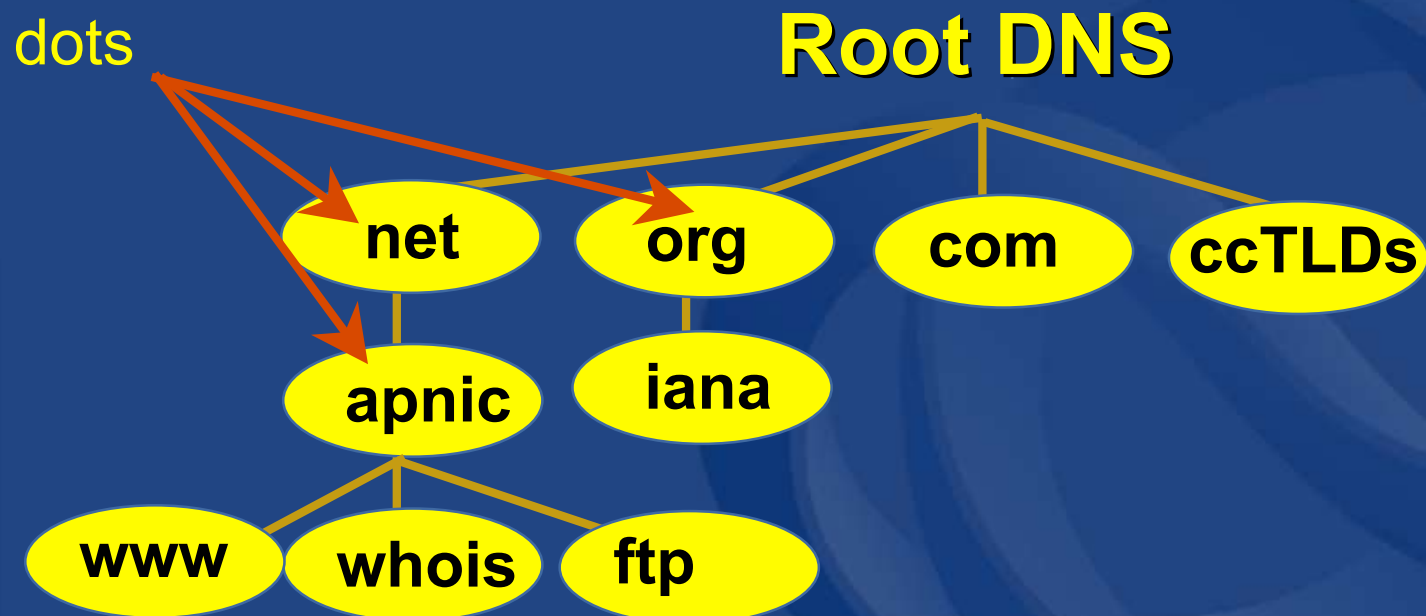 dots
Root DNS
net
org
com
ccTLDs
apnic
iana
www
whois
ftp